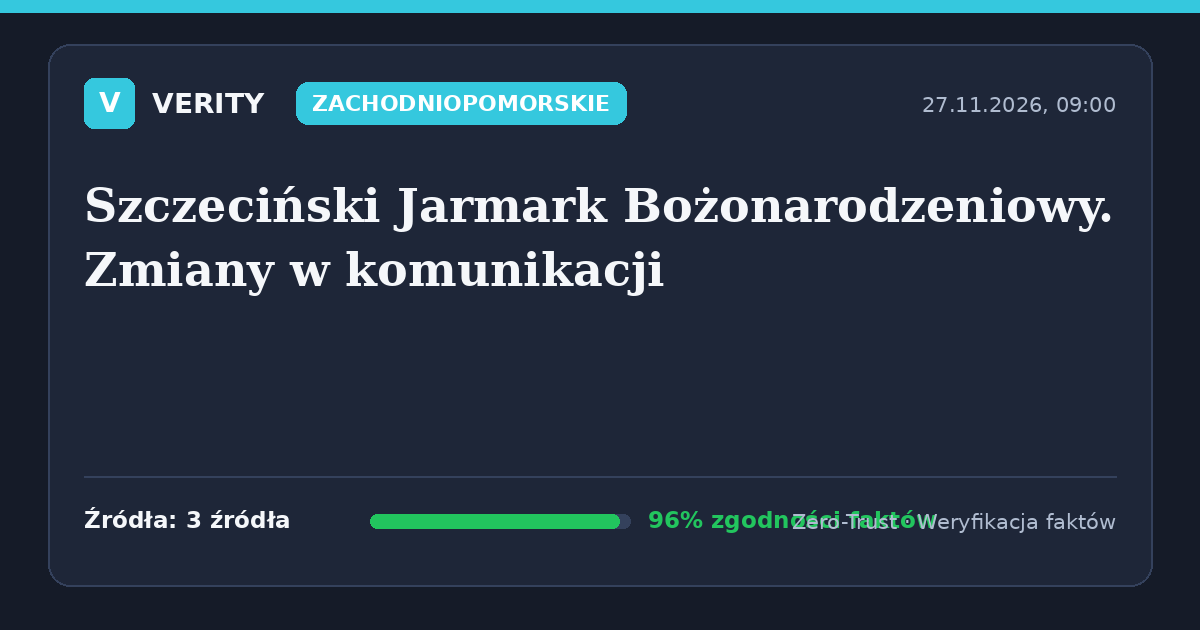 V VERITY ZACHODNIOPOMORSKIE 27.11.2026, 09:00
Szczeciński Jarmark Bożonarodzeniowy.
Zmiany w komunikacji
Źródła: 3 źródła 96% zgodności faktów Zero-Trust · Weryfikacja faktów